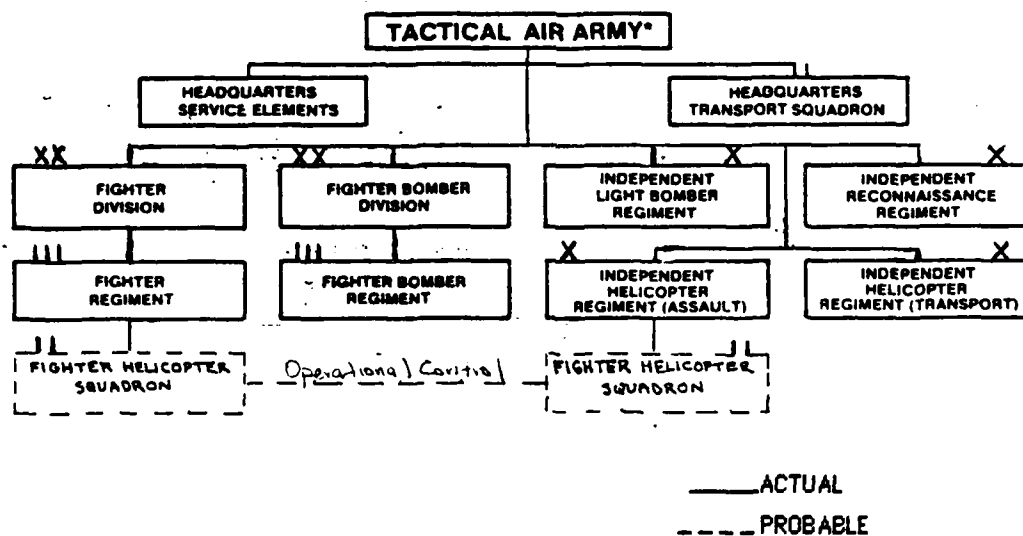 TACTICAL AIR ARMY*
HEADQUARTERS
SERVICE ELEMENTS
HEADQUARTERS
TRANSPORT SQUADRON
XX
FIGHTER
DIVISION
XX
FIGHTER BOMBER
DIVISION
X
INDEPENDENT
LIGHT BOMBER
REGIMENT
X
INDEPENDENT
RECONNAISSANCE
REGIMENT
III
FIGHTER
REGIMENT
III
FIGHTER BOMBER
REGIMENT
X
INDEPENDENT
HELICOPTER
REGIMENT (ASSAULT)
X
INDEPENDENT
HELICOPTER
REGIMENT (TRANSPORT)
II
FIGHTER HELICOPTER
SQUADRON
Operational Control
II
FIGHTER HELICOPTER
SQUADRON
ACTUAL
PROBABLE